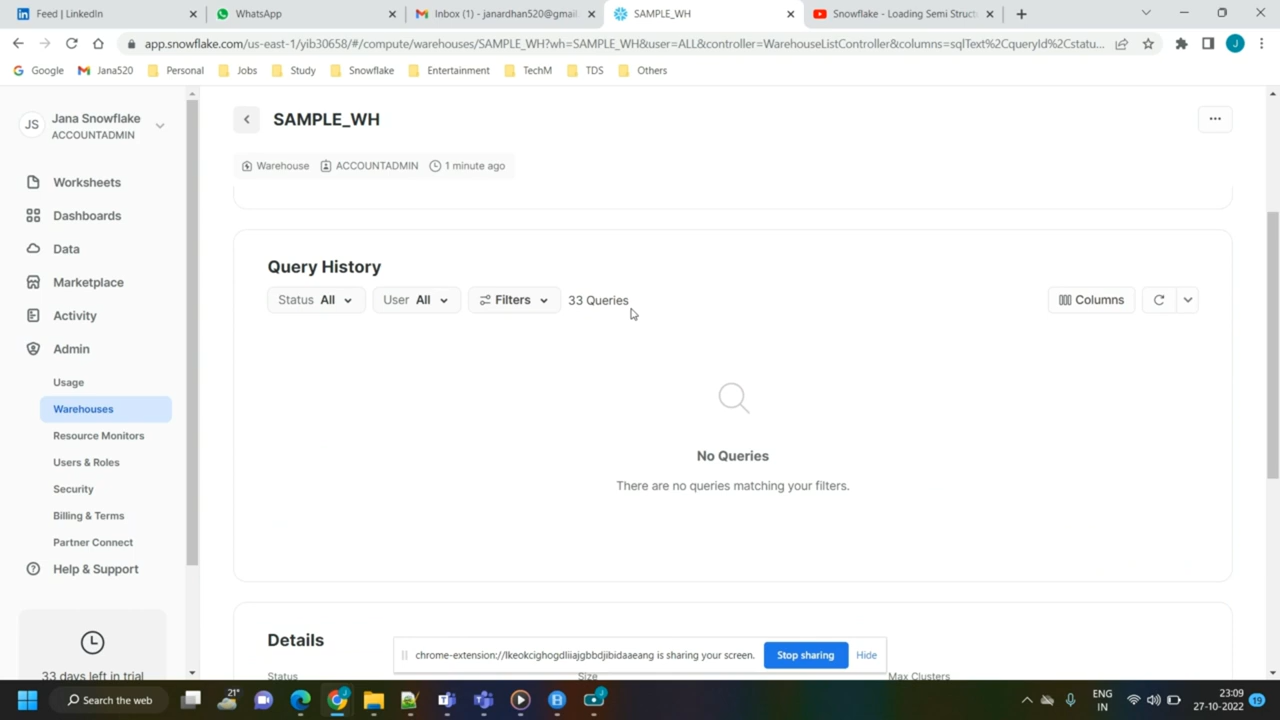 Feed | LinkedIn
WhatsApp
Inbox (1) - janardhan520@gmail.
SAMPLE_WH
Snowflake - Loading Semi Struct
app.snowflake.com/us-east-1/yib30658/#/compute/warehouses/SAMPLE_WH?wh=SAMPLE_WH&user=ALL&controller=WarehouseListController&columns=sqlText%2CqueryId%2Cstatu...
J
Google
Jana520
Personal
Jobs
Study
Snowflake
Entertainment
TechM
TDS
Others
JS
Jana Snowflake
ACCOUNTADMIN
SAMPLE_WH
Warehouse
ACCOUNTADMIN
1 minute ago
Worksheets
Dashboards
Data
Marketplace
Activity
Admin
Usage
Warehouses
Resource Monitors
Users & Roles
Security
Billing & Terms
Partner Connect
Help & Support
33 days left in trial
Query History
Status All
User All
Filters
33 Queries
Columns
No Queries
There are no queries matching your filters.
Details
Status
Size
Max Clusters
chrome-extension://lkeokcighogdliiajgbbdjibidaaeang is sharing your screen.
Stop sharing
Hide
Search the web
21°
ENG
IN
23:09
27-10-2022
19